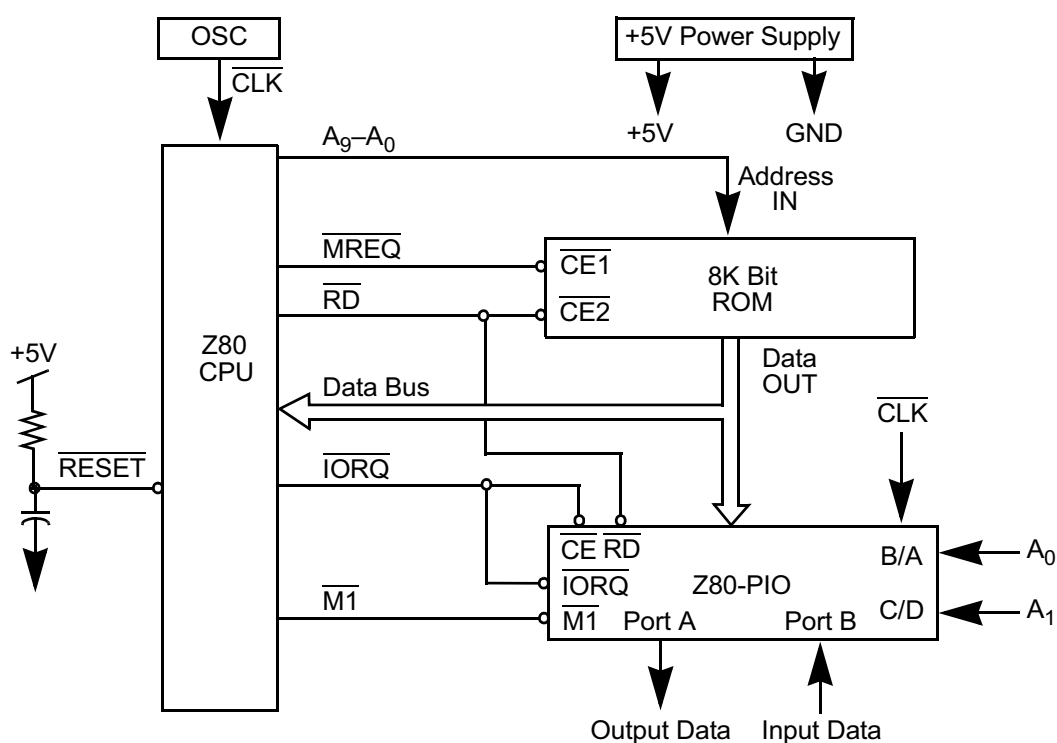 OSC
+5V Power Supply
CLK
+5V
GND
A9–A0
Address
IN
MREQ
CE1
8K Bit
ROM
RD
CE2
Z80
CPU
+5V
Data
OUT
Data Bus
CLK
RESET
IORQ
CE RD
B/A
A0
IORQ
Z80-PIO
M1
M1
Port A
Port B
C/D
A1
Output Data
Input Data